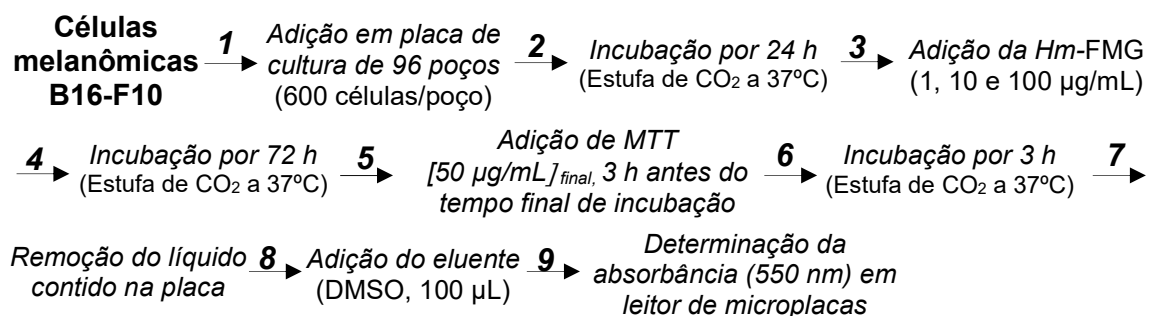 Células melanômicas B16-F10
1
Adição em placa de cultura de 96 poços (600 células/poço)
2
Incubação por 24 h (Estufa de CO2 a 37ºC)
3
Adição da Hm-FMG (1, 10 e 100 µg/mL)
4
Incubação por 72 h (Estufa de CO2 a 37ºC)
5
Adição de MTT [50 µg/mL] final, 3 h antes do tempo final de incubação
6
Incubação por 3 h (Estufa de CO2 a 37ºC)
7
Remoção do líquido contido na placa
8
Adição do eluente (DMSO, 100 µL)
9
Determinação da absorbância (550 nm) em leitor de microplacas